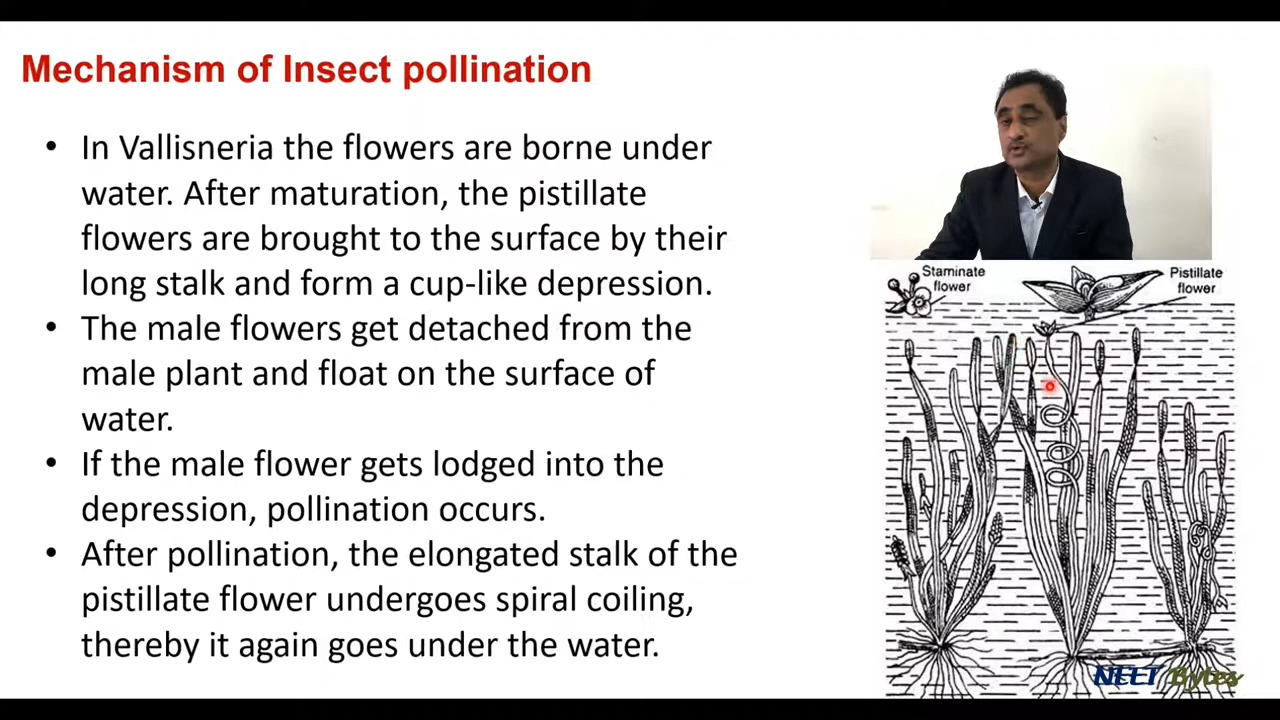 Mechanism of Insect pollination
• In Vallisneria the flowers are borne under
water. After maturation, the pistillate
flowers are brought to the surface by their
long stalk and form a cup-like depression.
• The male flowers get detached from the
male plant and float on the surface of
water.
• If the male flower gets lodged into the
depression, pollination occurs.
• After pollination, the elongated stalk of the
pistillate flower undergoes spiral coiling,
thereby it again goes under the water.
Staminate
flower
Pistillate
flower
NEET Bytes